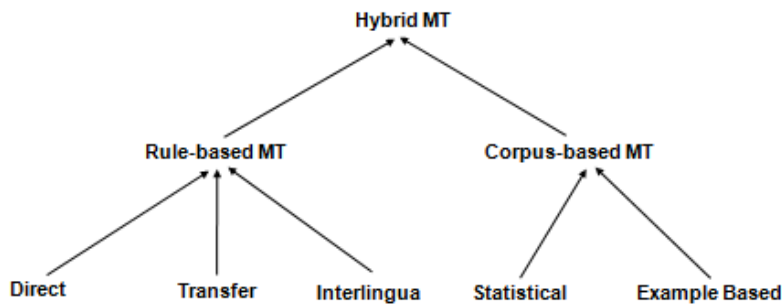 Hybrid MT
Rule-based MT
Corpus-based MT
Direct
Transfer
Interlingua
Statistical
Example Based